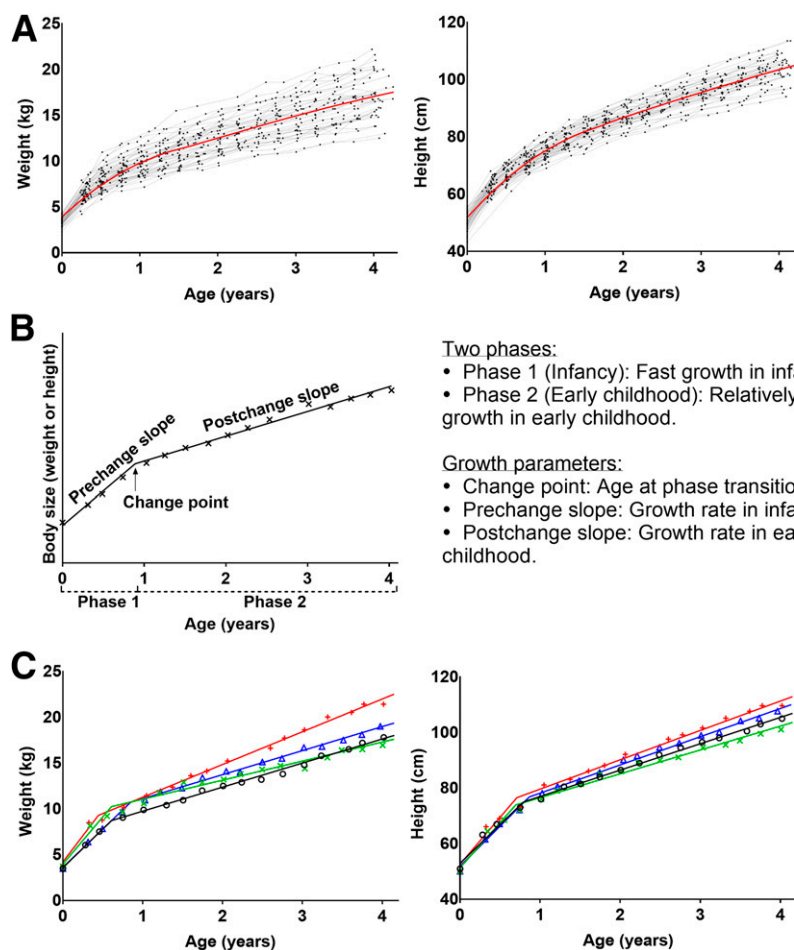 A
Weight (kg)
25
20
15
10
5
0
0 1 2 3 4
Age (years)
Height (cm)
120
100
80
60
40
0 1 2 3 4
Age (years)
B
Body size (weight or height)
Prechange slope
Postchange slope
Change point
0 1 2 3 4
Phase 1 Phase 2
Age (years)
Two phases:
• Phase 1 (Infancy): Fast growth in infa
• Phase 2 (Early childhood): Relatively
growth in early childhood.
Growth parameters:
• Change point: Age at phase transitio
• Prechange slope: Growth rate in infa
• Postchange slope: Growth rate in ea
childhood.
C
Weight (kg)
25
20
15
10
5
0
0 1 2 3 4
Age (years)
Height (cm)
120
100
80
60
40
0 1 2 3 4
Age (years)